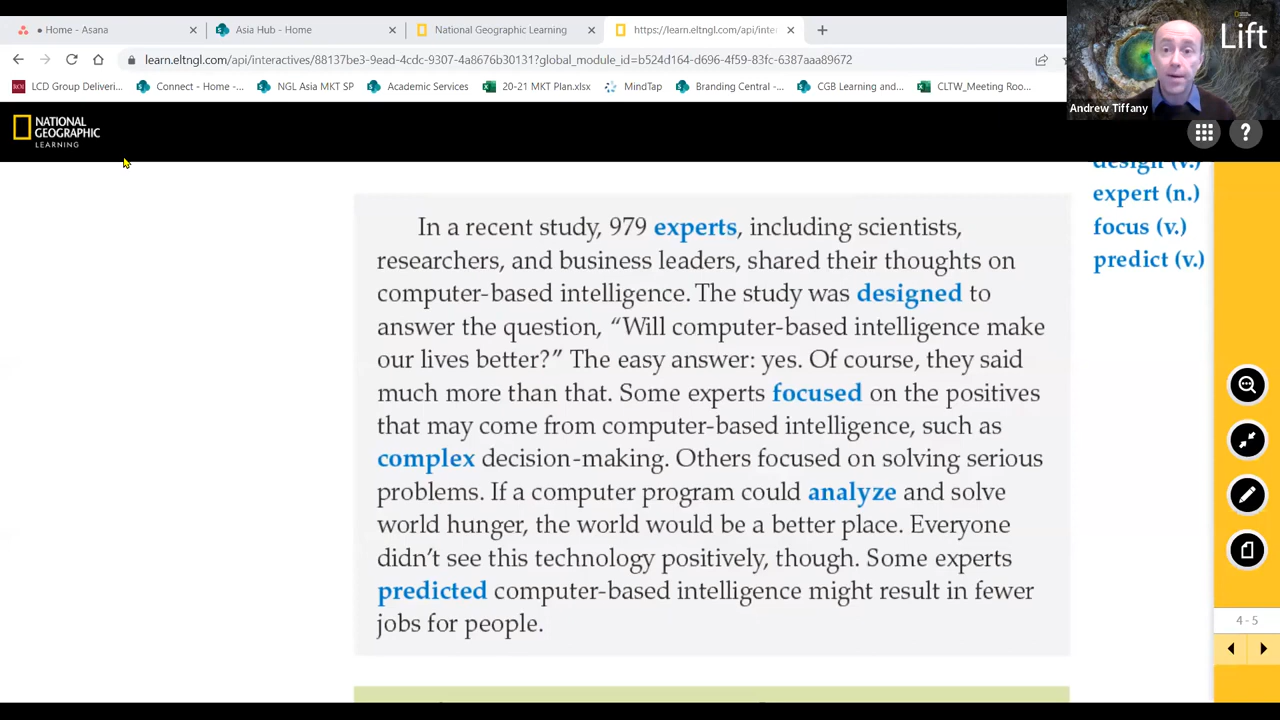 Home - Asana
Asia Hub - Home
National Geographic Learning
https://learn.eltngl.com/api/inte
Lift
learn.eltngl.com/api/interactives/88137be3-9ead-4cdc-9307-4a8676b30131?global_module_id=b524d164-d696-4f59-83fc-6387aaa89672
LCD Group Deliveri...
Connect - Home -...
NGL Asia MKT SP
Academic Services
20-21 MKT Plan.xlsx
MindTap
Branding Central -...
CGB Learning and...
CLTW_Meeting Roo...
Andrew Tiffany
NATIONAL
GEOGRAPHIC
LEARNING
?
design (v.)
expert (n.)
focus (v.)
predict (v.)
In a recent study, 979 experts, including scientists,
researchers, and business leaders, shared their thoughts on
computer-based intelligence. The study was designed to
answer the question, “Will computer-based intelligence make
our lives better?” The easy answer: yes. Of course, they said
much more than that. Some experts focused on the positives
that may come from computer-based intelligence, such as
complex decision-making. Others focused on solving serious
problems. If a computer program could analyze and solve
world hunger, the world would be a better place. Everyone
didn’t see this technology positively, though. Some experts
predicted computer-based intelligence might result in fewer
jobs for people.
4 - 5